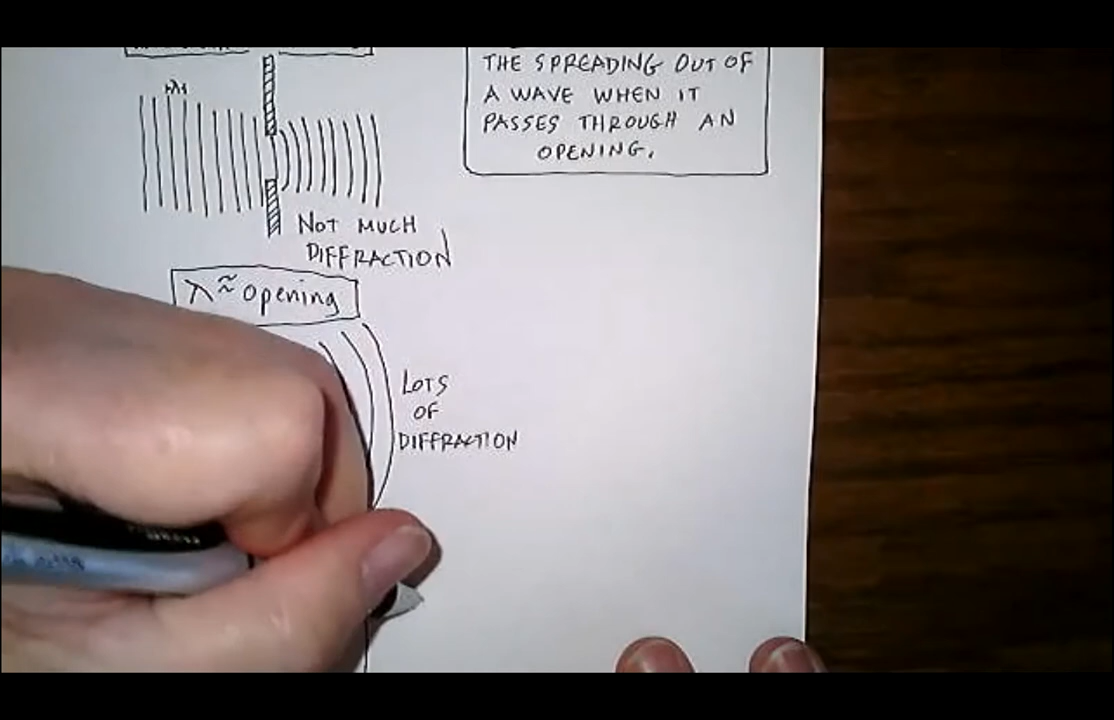 THE SPREADING OUT OF
A WAVE WHEN IT
PASSES THROUGH AN
OPENING.
λ
NOT MUCH
DIFFRACTION
λ ≈ opening
LOTS
OF
DIFFRACTION